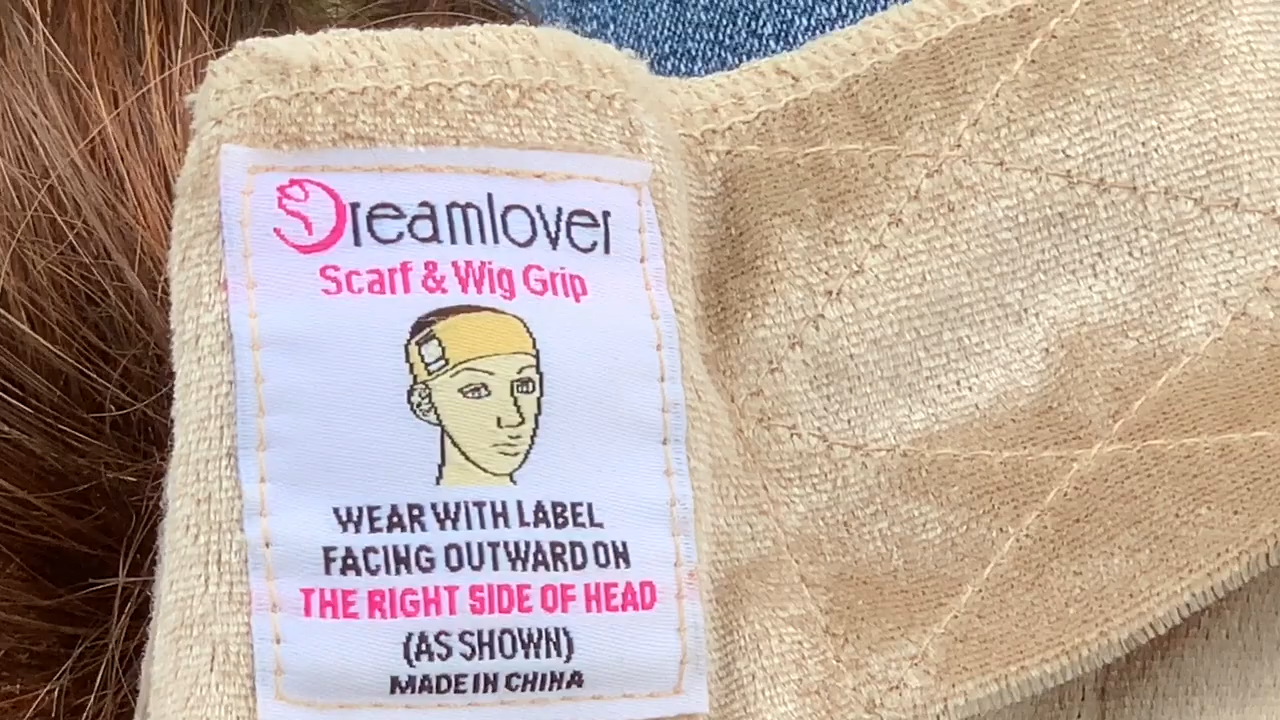 Dreamlover
Scarf & Wig Grip
WEAR WITH LABEL
FACING OUTWARD ON
THE RIGHT SIDE OF HEAD
(AS SHOWN)
MADE IN CHINA